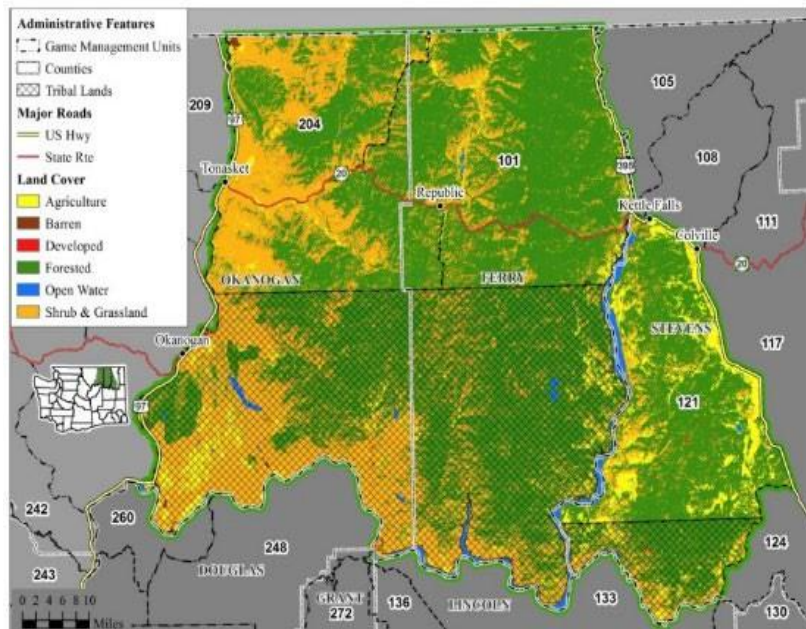 Administrative Features
Game Management Units
Counties
Tribal Lands
Major Roads
US Hwy
State Rte
Land Cover
Agriculture
Barren
Developed
Forested
Open Water
Shrub & Grassland
209
97
204
Tonasket
20
Republic
101
105
395
108
Kettle Falls
111
Colville
20
OKANOGAN
FERRY
STEVENS
Okanogan
117
97
121
242
260
248
124
243
DOUGLAS
GRANT
272
136
LINCOLN
133
130
0 2 4 6 8 10
Miles